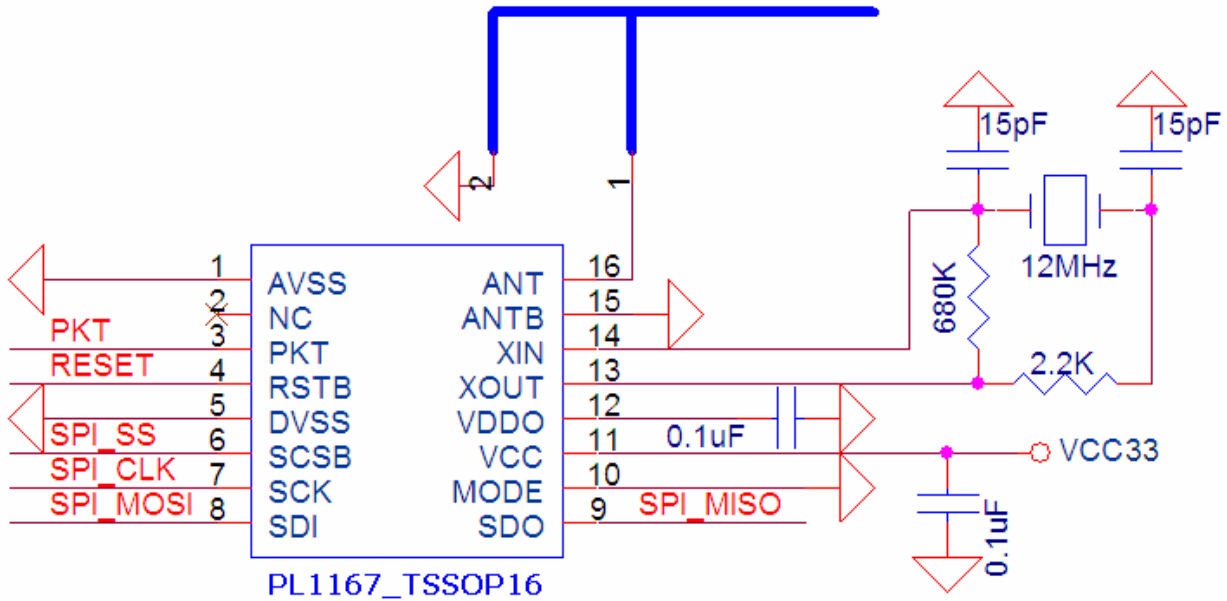 15pF
15pF
2
1
12MHz
680K
2.2K
1
AVSS
ANT
16
2
NC
ANTB
15
PKT
3
PKT
XIN
14
RESET
4
RSTB
XOUT
13
5
DVSS
VDDO
12
0.1uF
SPI_SS
6
SCSB
VCC
11
VCC33
SPI_CLK
7
SCK
MODE
10
SPI_MOSI
8
SDI
SDO
9
SPI_MISO
0.1uF
PL1167_TSSOP16